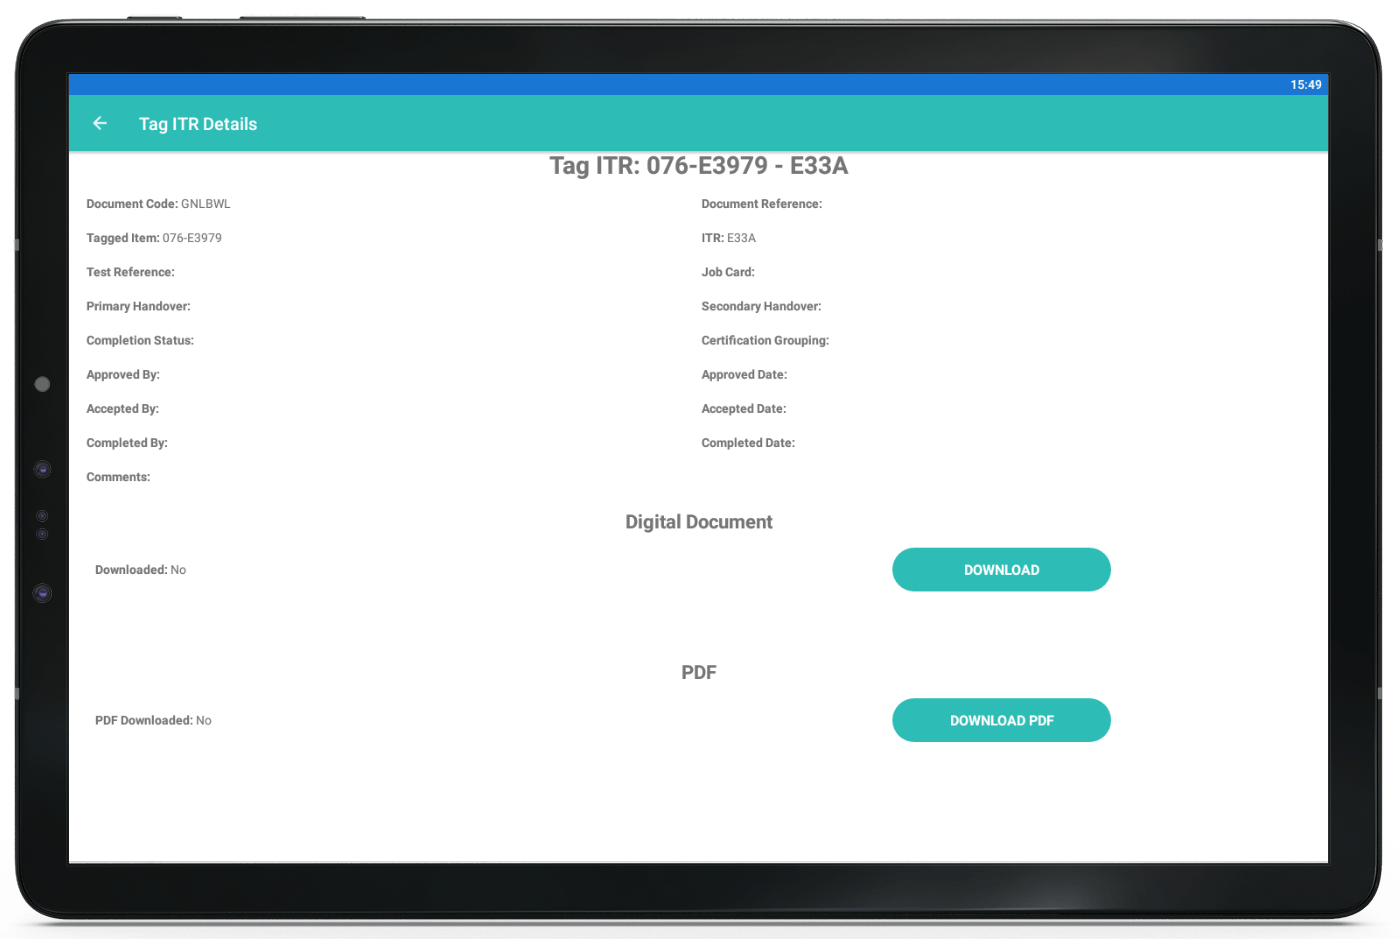 15:49
Tag ITR Details
Tag ITR: 076-E3979 - E33A
Document Code: GNLBWL
Document Reference:
Tagged Item: 076-E3979
ITR: E33A
Test Reference:
Job Card:
Primary Handover:
Secondary Handover:
Completion Status:
Certification Grouping:
Approved By:
Approved Date:
Accepted By:
Accepted Date:
Completed By:
Completed Date:
Comments:
Digital Document
Downloaded: No
DOWNLOAD
PDF
PDF Downloaded: No
DOWNLOAD PDF